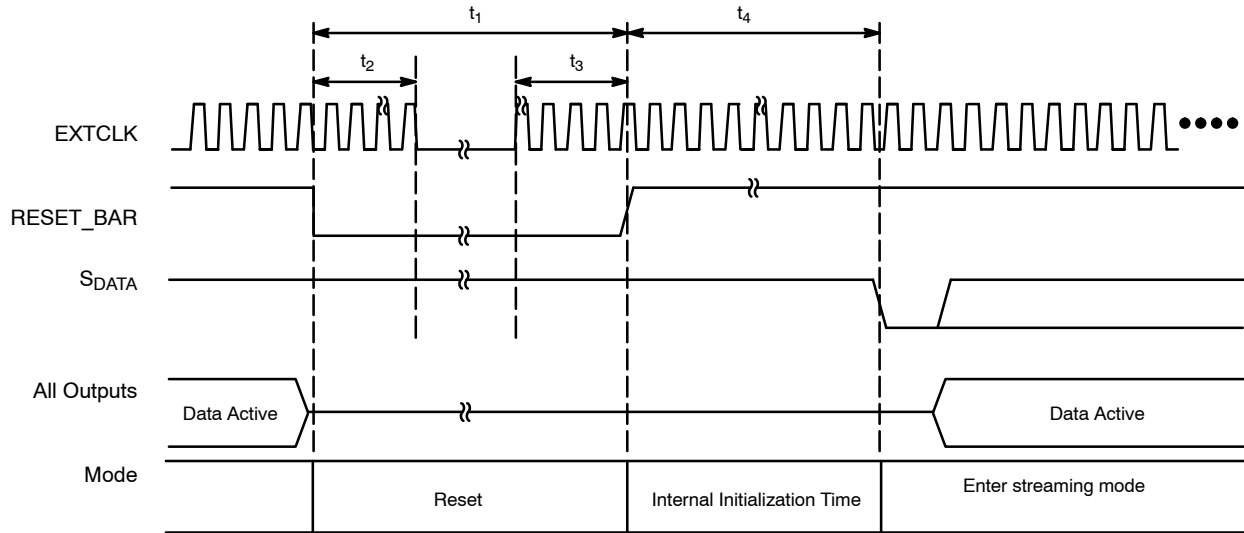 t1
t4
t2
t3
EXTCLK
RESET_BAR
SDATA
All Outputs
Data Active
Data Active
Mode
Reset
Internal Initialization Time
Enter streaming mode